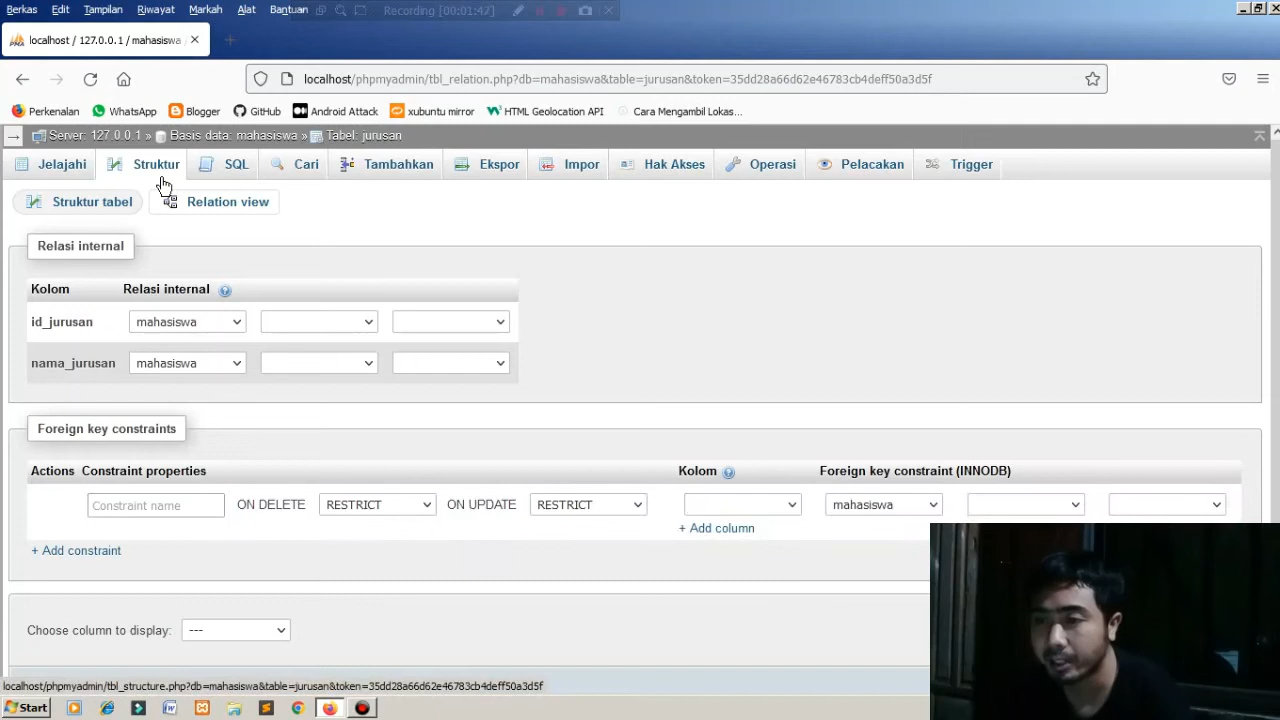 Berkas Edit Tampilan Riwayat Markah Alat Bantuan Recording [00:01:47]
localhost / 127.0.0.1 / mahasiswa
localhost/phpmyadmin/tbl_relation.php?db=mahasiswa&table=jurusan&token=35dd28a66d62e46783cb4deff50a3d5f
Perkenalan WhatsApp Blogger GitHub Android Attack xubuntu mirror HTML Geolocation API Cara Mengambil Lokas...
Server: 127.0.0.1 » Basis data: mahasiswa » Tabel: jurusan
Jelajahi Struktur SQL Cari Tambahkan Ekspor Impor Hak Akses Operasi Pelacakan Trigger
Struktur tabel Relation view
Relasi internal
Kolom Relasi internal
id_jurusan mahasiswa
nama_jurusan mahasiswa
Foreign key constraints
Actions Constraint properties Kolom Foreign key constraint (INNODB)
Constraint name ON DELETE RESTRICT ON UPDATE RESTRICT mahasiswa
+ Add column
+ Add constraint
Choose column to display: ---
localhost/phpmyadmin/tbl_structure.php?db=mahasiswa&table=jurusan&token=35dd28a66d62e46783cb4deff50a3d5f
Start